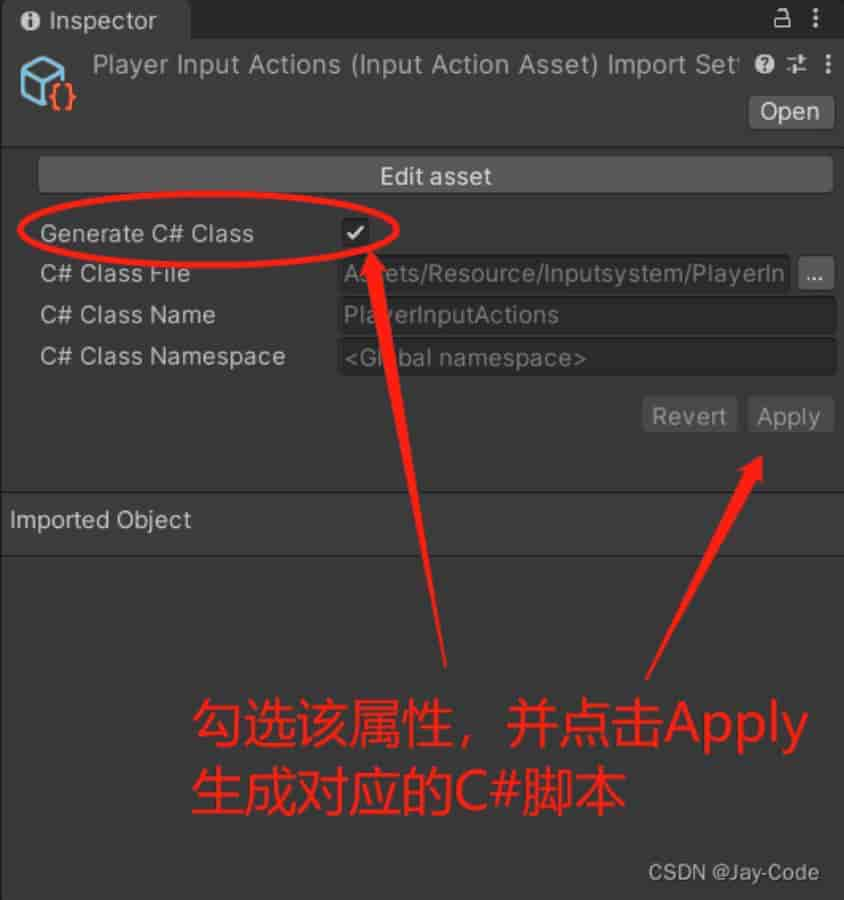 Inspector
Player Input Actions (Input Action Asset) Import Set
Open
Edit asset
Generate C# Class
C# Class File
Assets/Resource/Inputsystem/PlayerIn
...
C# Class Name
PlayerInputActions
C# Class Namespace
<Global namespace>
Revert
Apply
Imported Object
勾选该属性，并点击Apply
生成对应的C#脚本
CSDN @Jay-Code